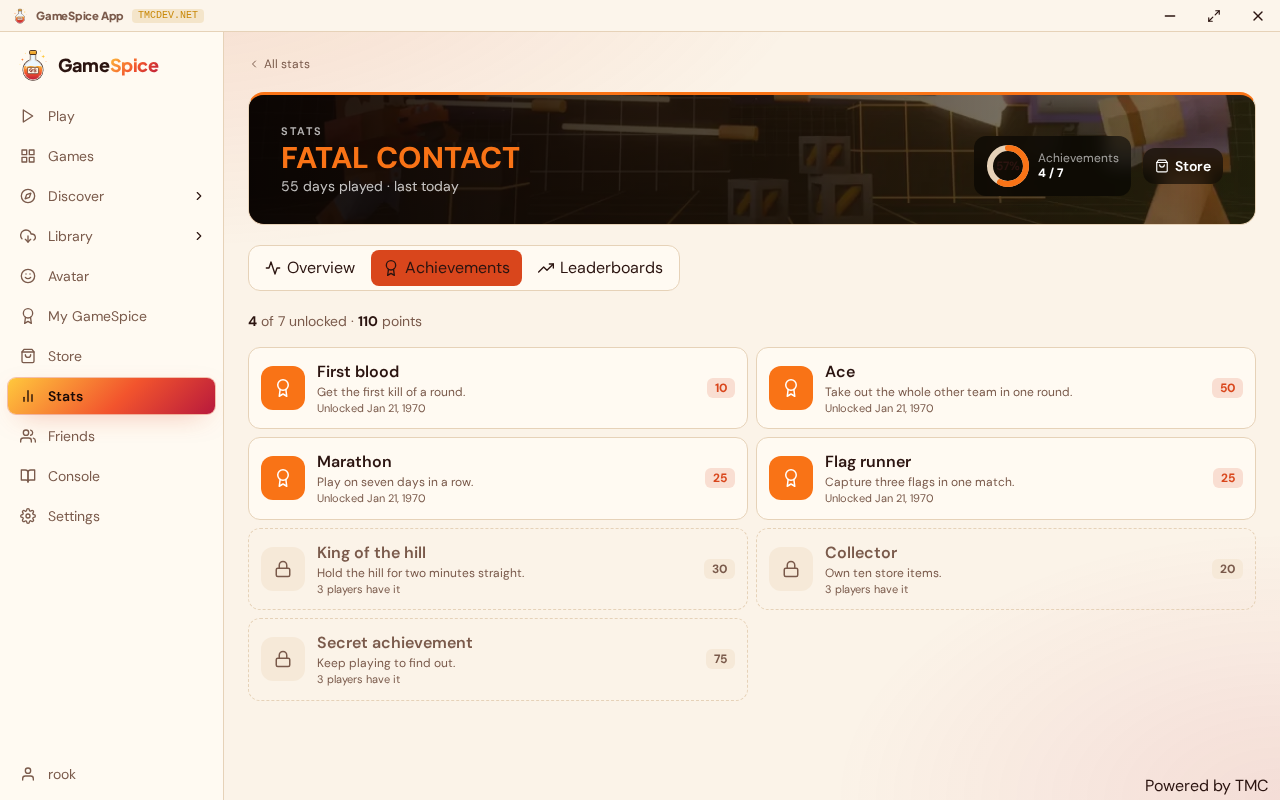 GameSpice App TMCDEV.NET
GameSpice
Play
Games
Discover
Library
Avatar
My GameSpice
Store
Stats
Friends
Console
Settings
rook
All stats
STATS
FATAL CONTACT
55 days played · last today
Achievements
4 / 7
Store
Overview
Achievements
Leaderboards
4 of 7 unlocked · 110 points
First blood
Get the first kill of a round.
Unlocked Jan 21, 1970
10
Ace
Take out the whole other team in one round.
Unlocked Jan 21, 1970
50
Marathon
Play on seven days in a row.
Unlocked Jan 21, 1970
25
Flag runner
Capture three flags in one match.
Unlocked Jan 21, 1970
25
King of the hill
Hold the hill for two minutes straight.
3 players have it
30
Collector
Own ten store items.
3 players have it
20
Secret achievement
Keep playing to find out.
3 players have it
75
Powered by TMC